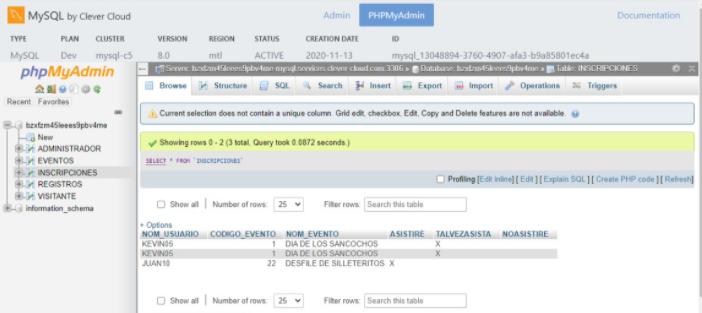 MySQL by Clever Cloud
Admin
PHPMyAdmin
Documentation
TYPE PLAN CLUSTER VERSION REGION STATUS CREATION DATE ID
MySQL Dev mysql-c5 8.0 mtl ACTIVE 2020-11-13 mysql_13048894-3760-4907-afa3-b9a85801ec4a
phpMyAdmin
Recent Favorites
bzxfzm45leees9pbv4me
New
ADMINISTRADOR
EVENTOS
INSCRIPCIONES
REGISTROS
VISITANTE
information_schema
Server: bzxfzm45leees9pbv4me-mysql.services.clever-cloud.com:3306 » Database: bzxfzm45leees9pbv4me » Table: INSCRIPCIONES
Browse Structure SQL Search Insert Export Import Operations Triggers
Current selection does not contain a unique column. Grid edit, checkbox, Edit, Copy and Delete features are not available.
Showing rows 0 - 2 (3 total, Query took 0.0872 seconds.)
SELECT * FROM `INSCRIPCIONES`
Profiling [Edit inline] [ Edit ] [ Explain SQL ] [ Create PHP code ] [ Refresh]
Show all Number of rows: 25 Filter rows: Search this table
+ Options
NOM_USUARIO CODIGO_EVENTO NOM_EVENTO ASISTIRE TALVEZASISTA NOASISTIRE
KEVIN05 1 DIA DE LOS SANCOCHOS X
KEVIN05 1 DIA DE LOS SANCOCHOS X
JUAN10 22 DESFILE DE SILLETERITOS X
Show all Number of rows: 25 Filter rows: Search this table